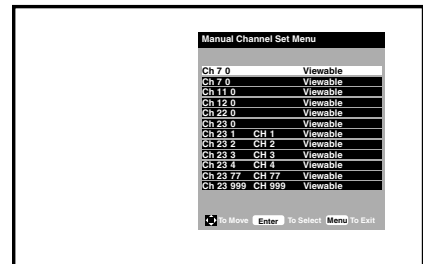 Manual Channel Set Menu
Ch 7 0 Viewable
Ch 7 0 Viewable
Ch 11 0 Viewable
Ch 12 0 Viewable
Ch 22 0 Viewable
Ch 23 0 Viewable
Ch 23 1 CH 1 Viewable
Ch 23 2 CH 2 Viewable
Ch 23 3 CH 3 Viewable
Ch 23 4 CH 4 Viewable
Ch 23 77 CH 77 Viewable
Ch 23 999 CH 999 Viewable
To Move Enter To Select Menu To Exit